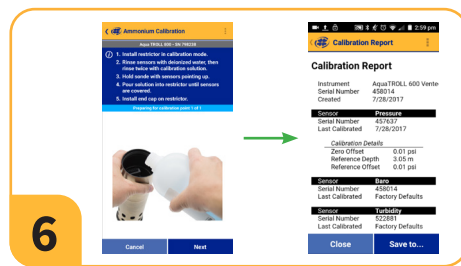 Ammonium Calibration
Aqua TROLL 600 - SN 798236
1. Install restrictor in calibration mode.
2. Rinse sensors with deionized water, then
rinse twice with calibration solution.
3. Hold sonde with sensors pointing up.
4. Pour solution into restrictor until sensors
are covered.
5. Install end cap on restrictor.
Preparing for calibration point 1 of 1
Cancel Next
2:59 pm
Calibration Report
Calibration Report
Instrument AquaTROLL 600 Vente
Serial Number 458014
Created 7/28/2017
Sensor Pressure
Serial Number 457637
Last Calibrated 7/28/2017
Calibration Details
Zero Offset 0.01 psi
Reference Depth 3.05 m
Reference Offset 0.01 psi
Sensor Baro
Serial Number 458014
Last Calibrated Factory Defaults
Sensor Turbidity
Serial Number 522881
Last Calibrated Factory Defaults
Close Save to...
6